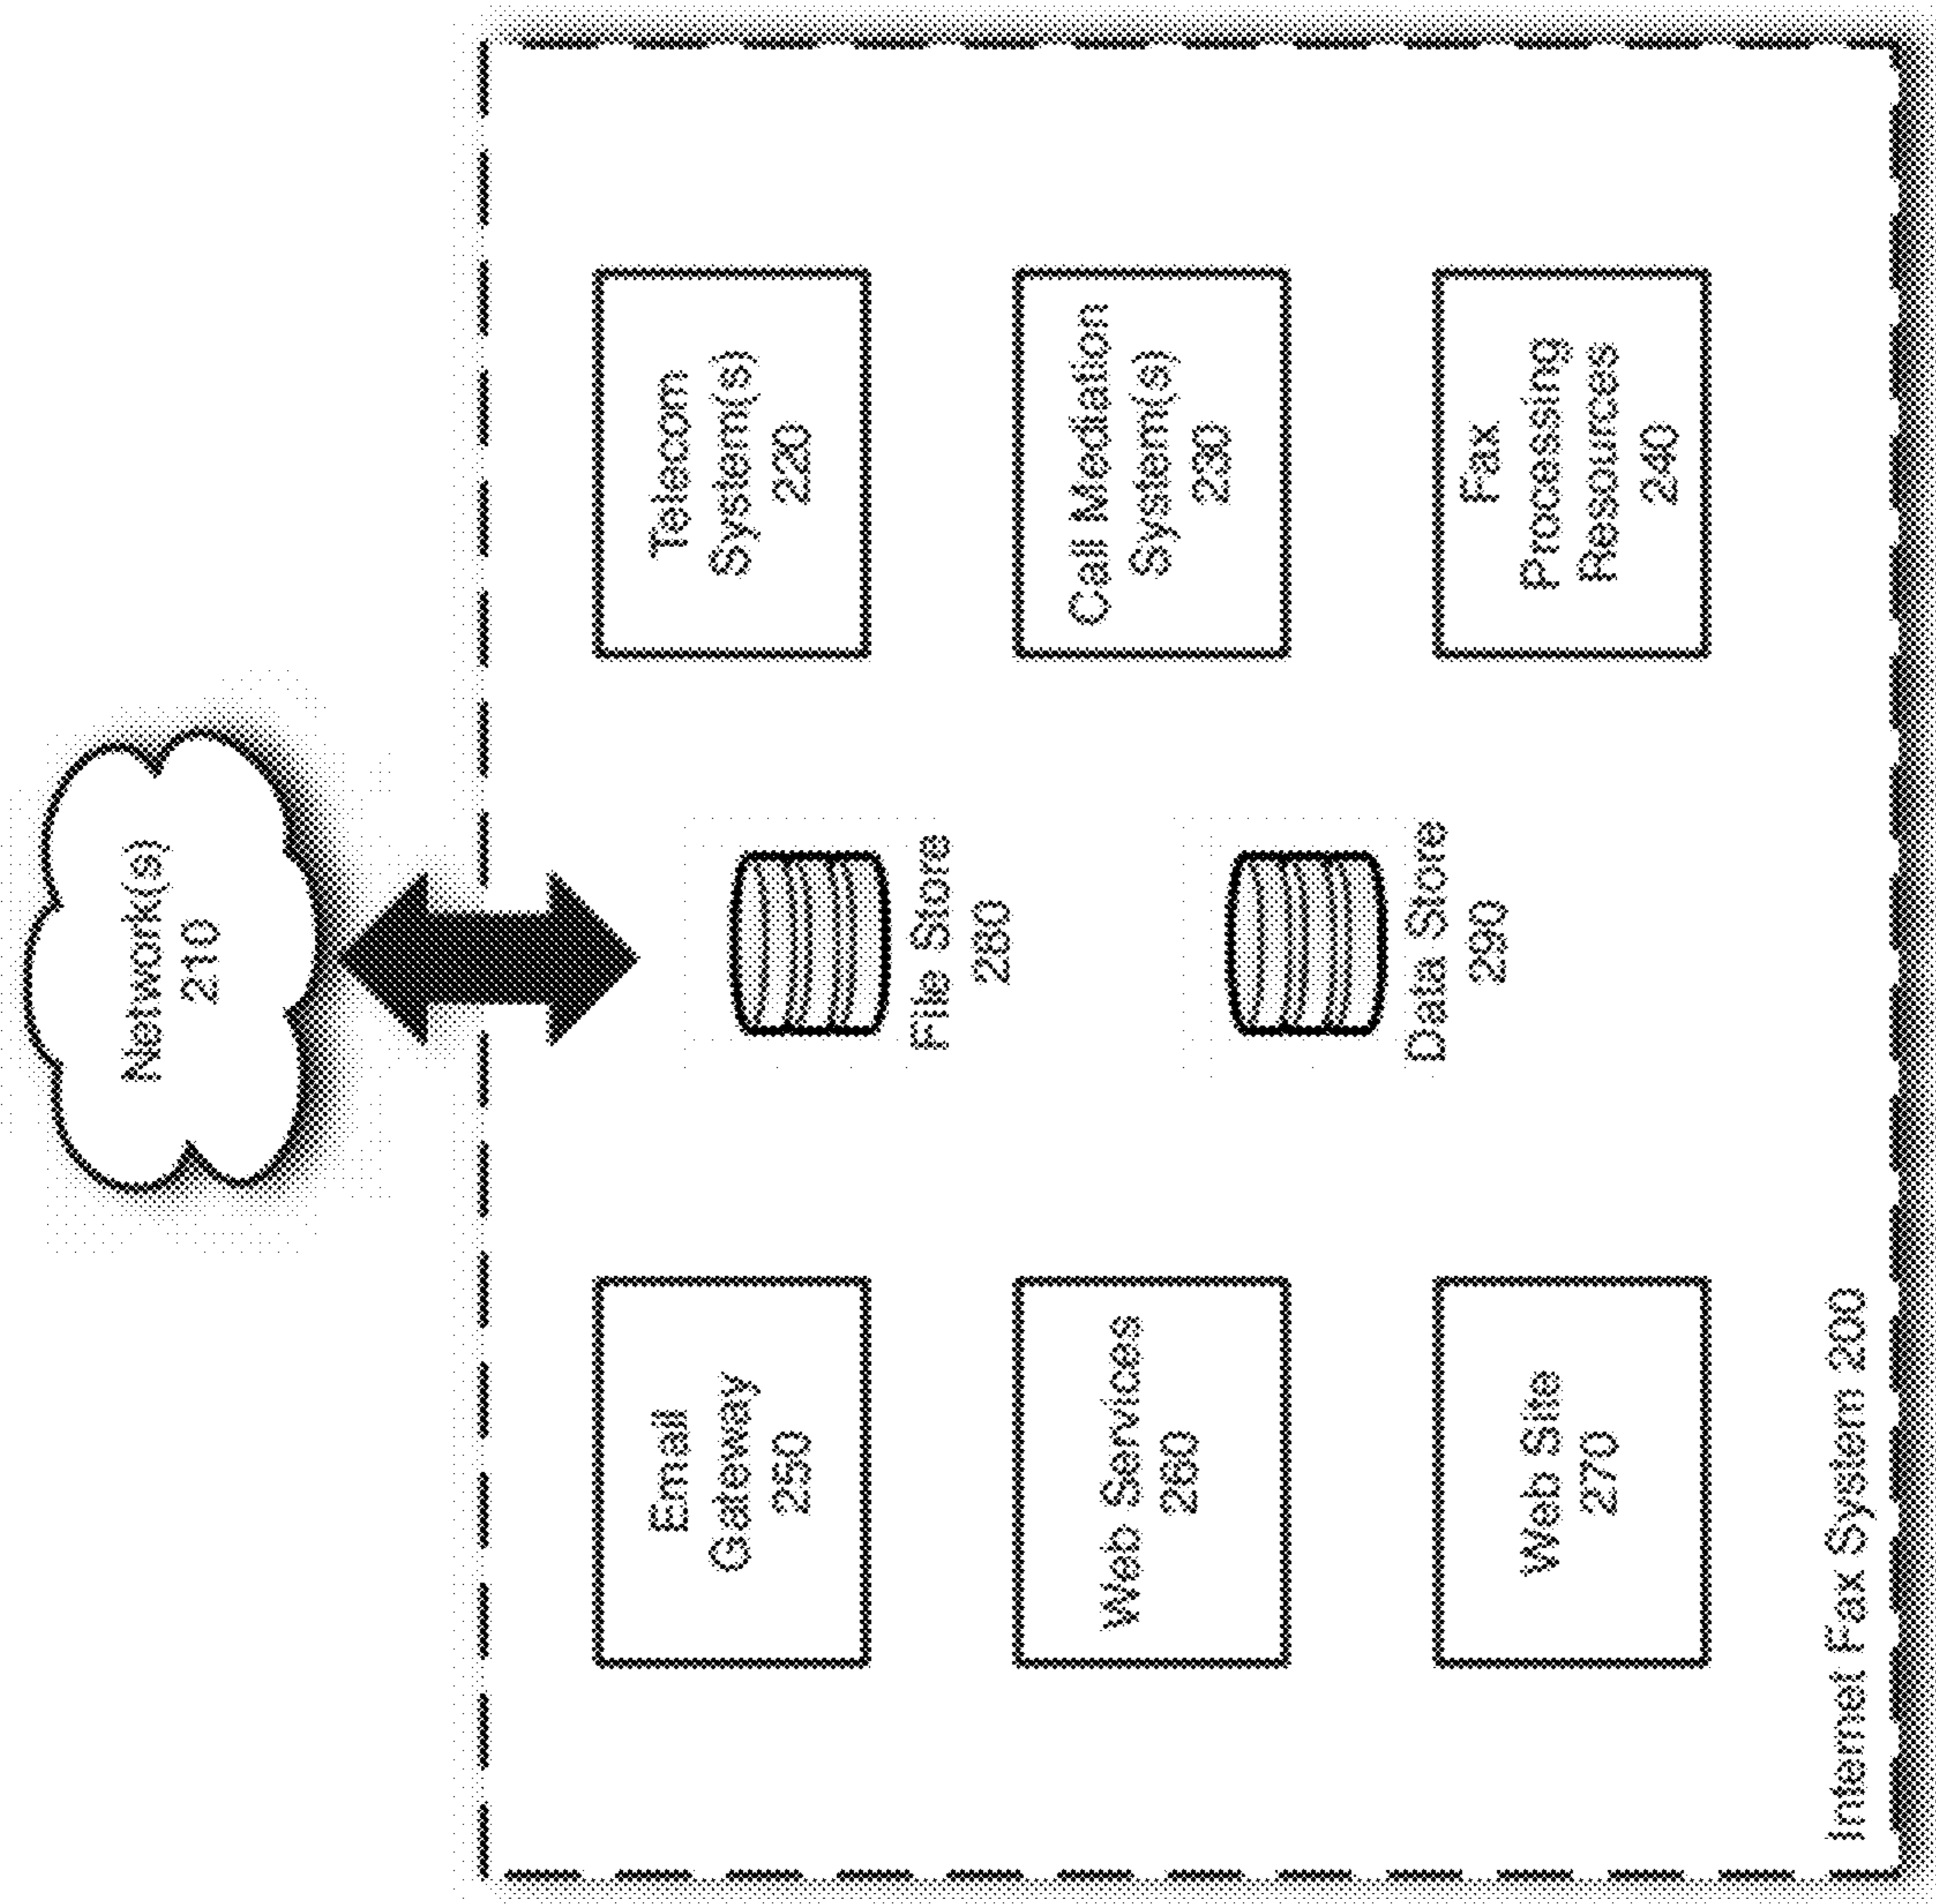 Network(s)
210
Email
Gateway
250
File Store
280
Telecom
System(s)
220
Web Services
260
Call Mediation
System(s)
230
Data Store
290
Web Site
270
Fax
Processing
Resources
240
Internet Fax System 200